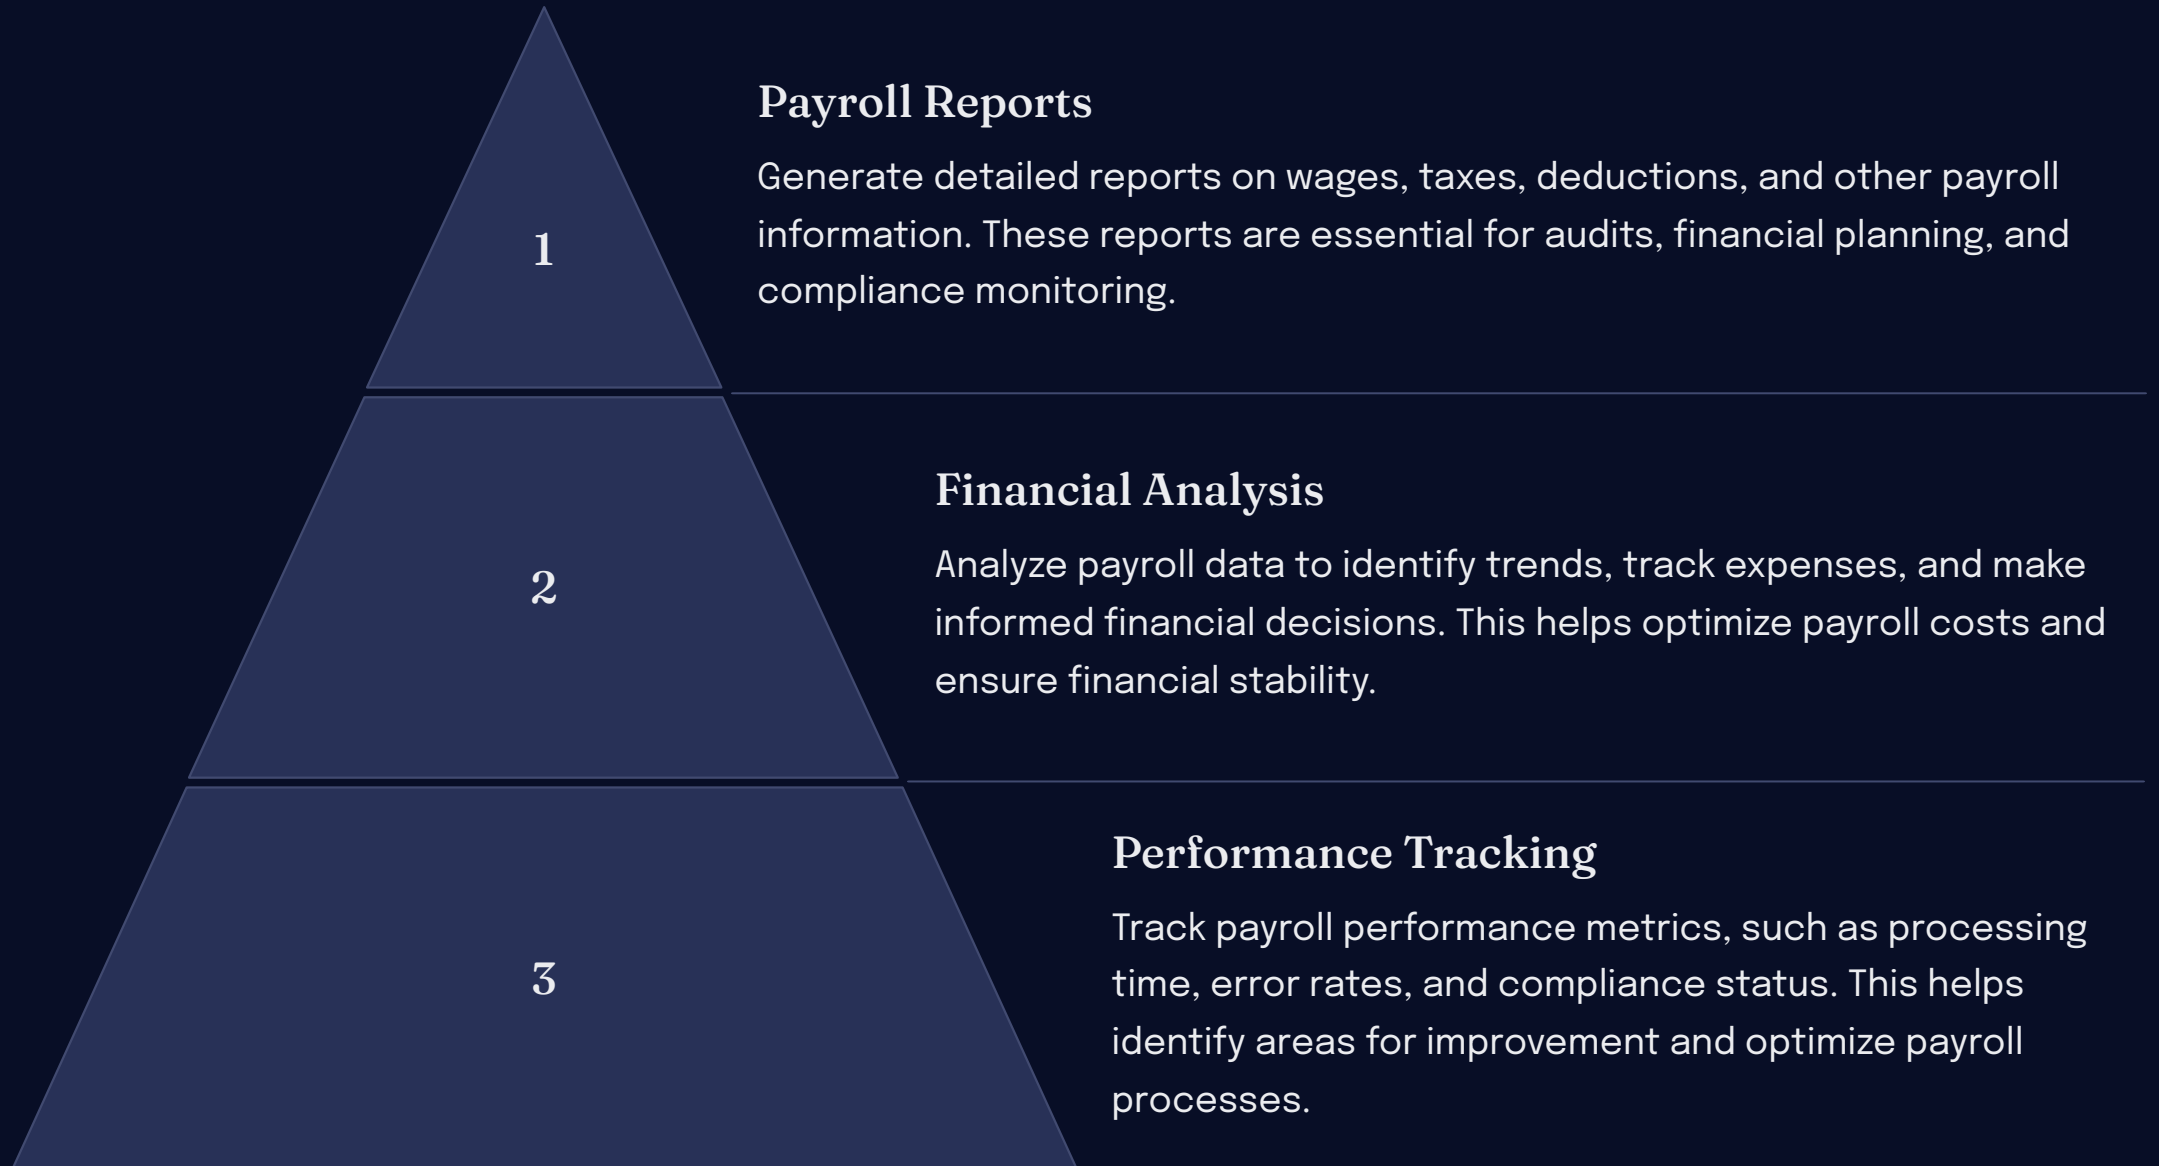 Payroll Reports
Generate detailed reports on wages, taxes, deductions, and other payroll
information. These reports are essential for audits, financial planning, and
compliance monitoring.
1
Financial Analysis
Analyze payroll data to identify trends, track expenses, and make
informed financial decisions. This helps optimize payroll costs and
ensure financial stability.
2
Performance Tracking
Track payroll performance metrics, such as processing
time, error rates, and compliance status. This helps
identify areas for improvement and optimize payroll
processes.
3